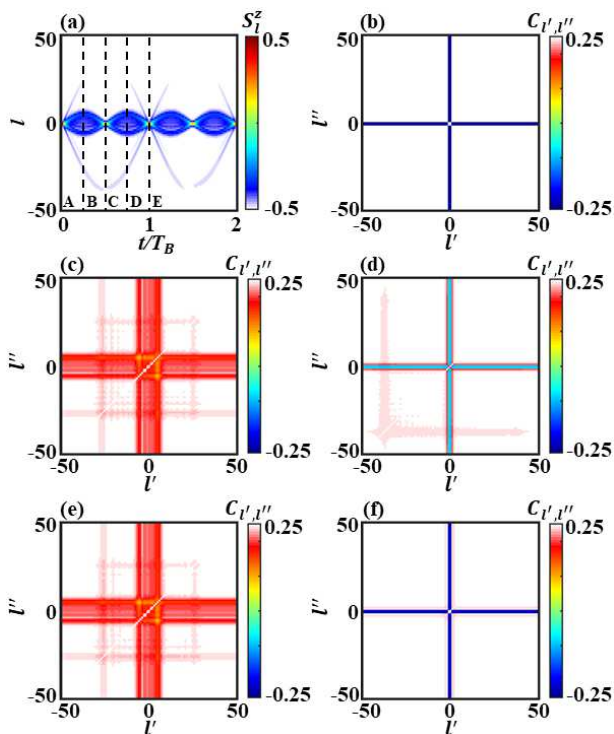 (a) S_l^z
50 0.5
l 0
-50 -0.5
A B C D E
0 1 2
t/T_B
(b) C_{l',l''}
50 0.25
l'' 0
-50 -0.25
-50 0 50
l'
(c) C_{l',l''}
50 0.25
l'' 0
-50 -0.25
-50 0 50
l'
(d) C_{l',l''}
50 0.25
l'' 0
-50 -0.25
-50 0 50
l'
(e) C_{l',l''}
50 0.25
l'' 0
-50 -0.25
-50 0 50
l'
(f) C_{l',l''}
50 0.25
l'' 0
-50 -0.25
-50 0 50
l'